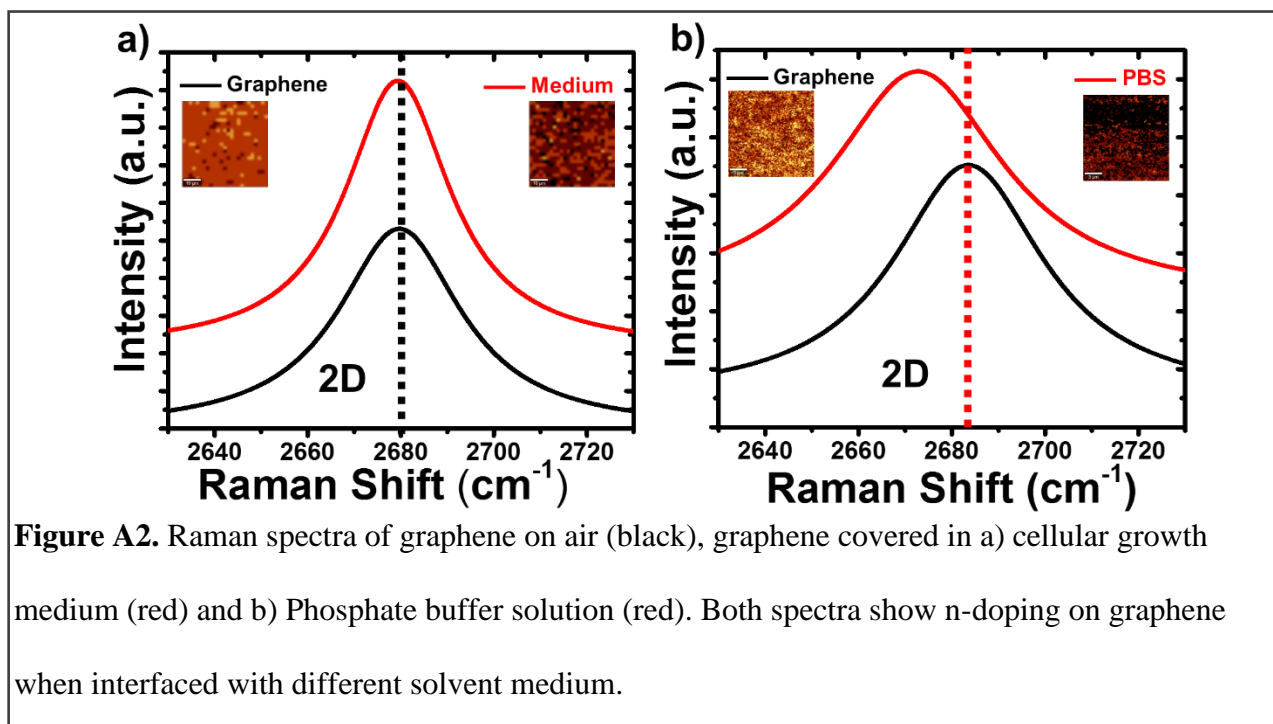 a)
Graphene
Medium
2D
Intensity (a.u.)
2640 2660 2680 2700 2720
Raman Shift (cm⁻¹)
b)
Graphene
PBS
2D
Intensity (a.u.)
2640 2660 2680 2700 2720
Raman Shift (cm⁻¹)
Figure A2. Raman spectra of graphene on air (black), graphene covered in a) cellular growth
medium (red) and b) Phosphate buffer solution (red). Both spectra show n-doping on graphene
when interfaced with different solvent medium.